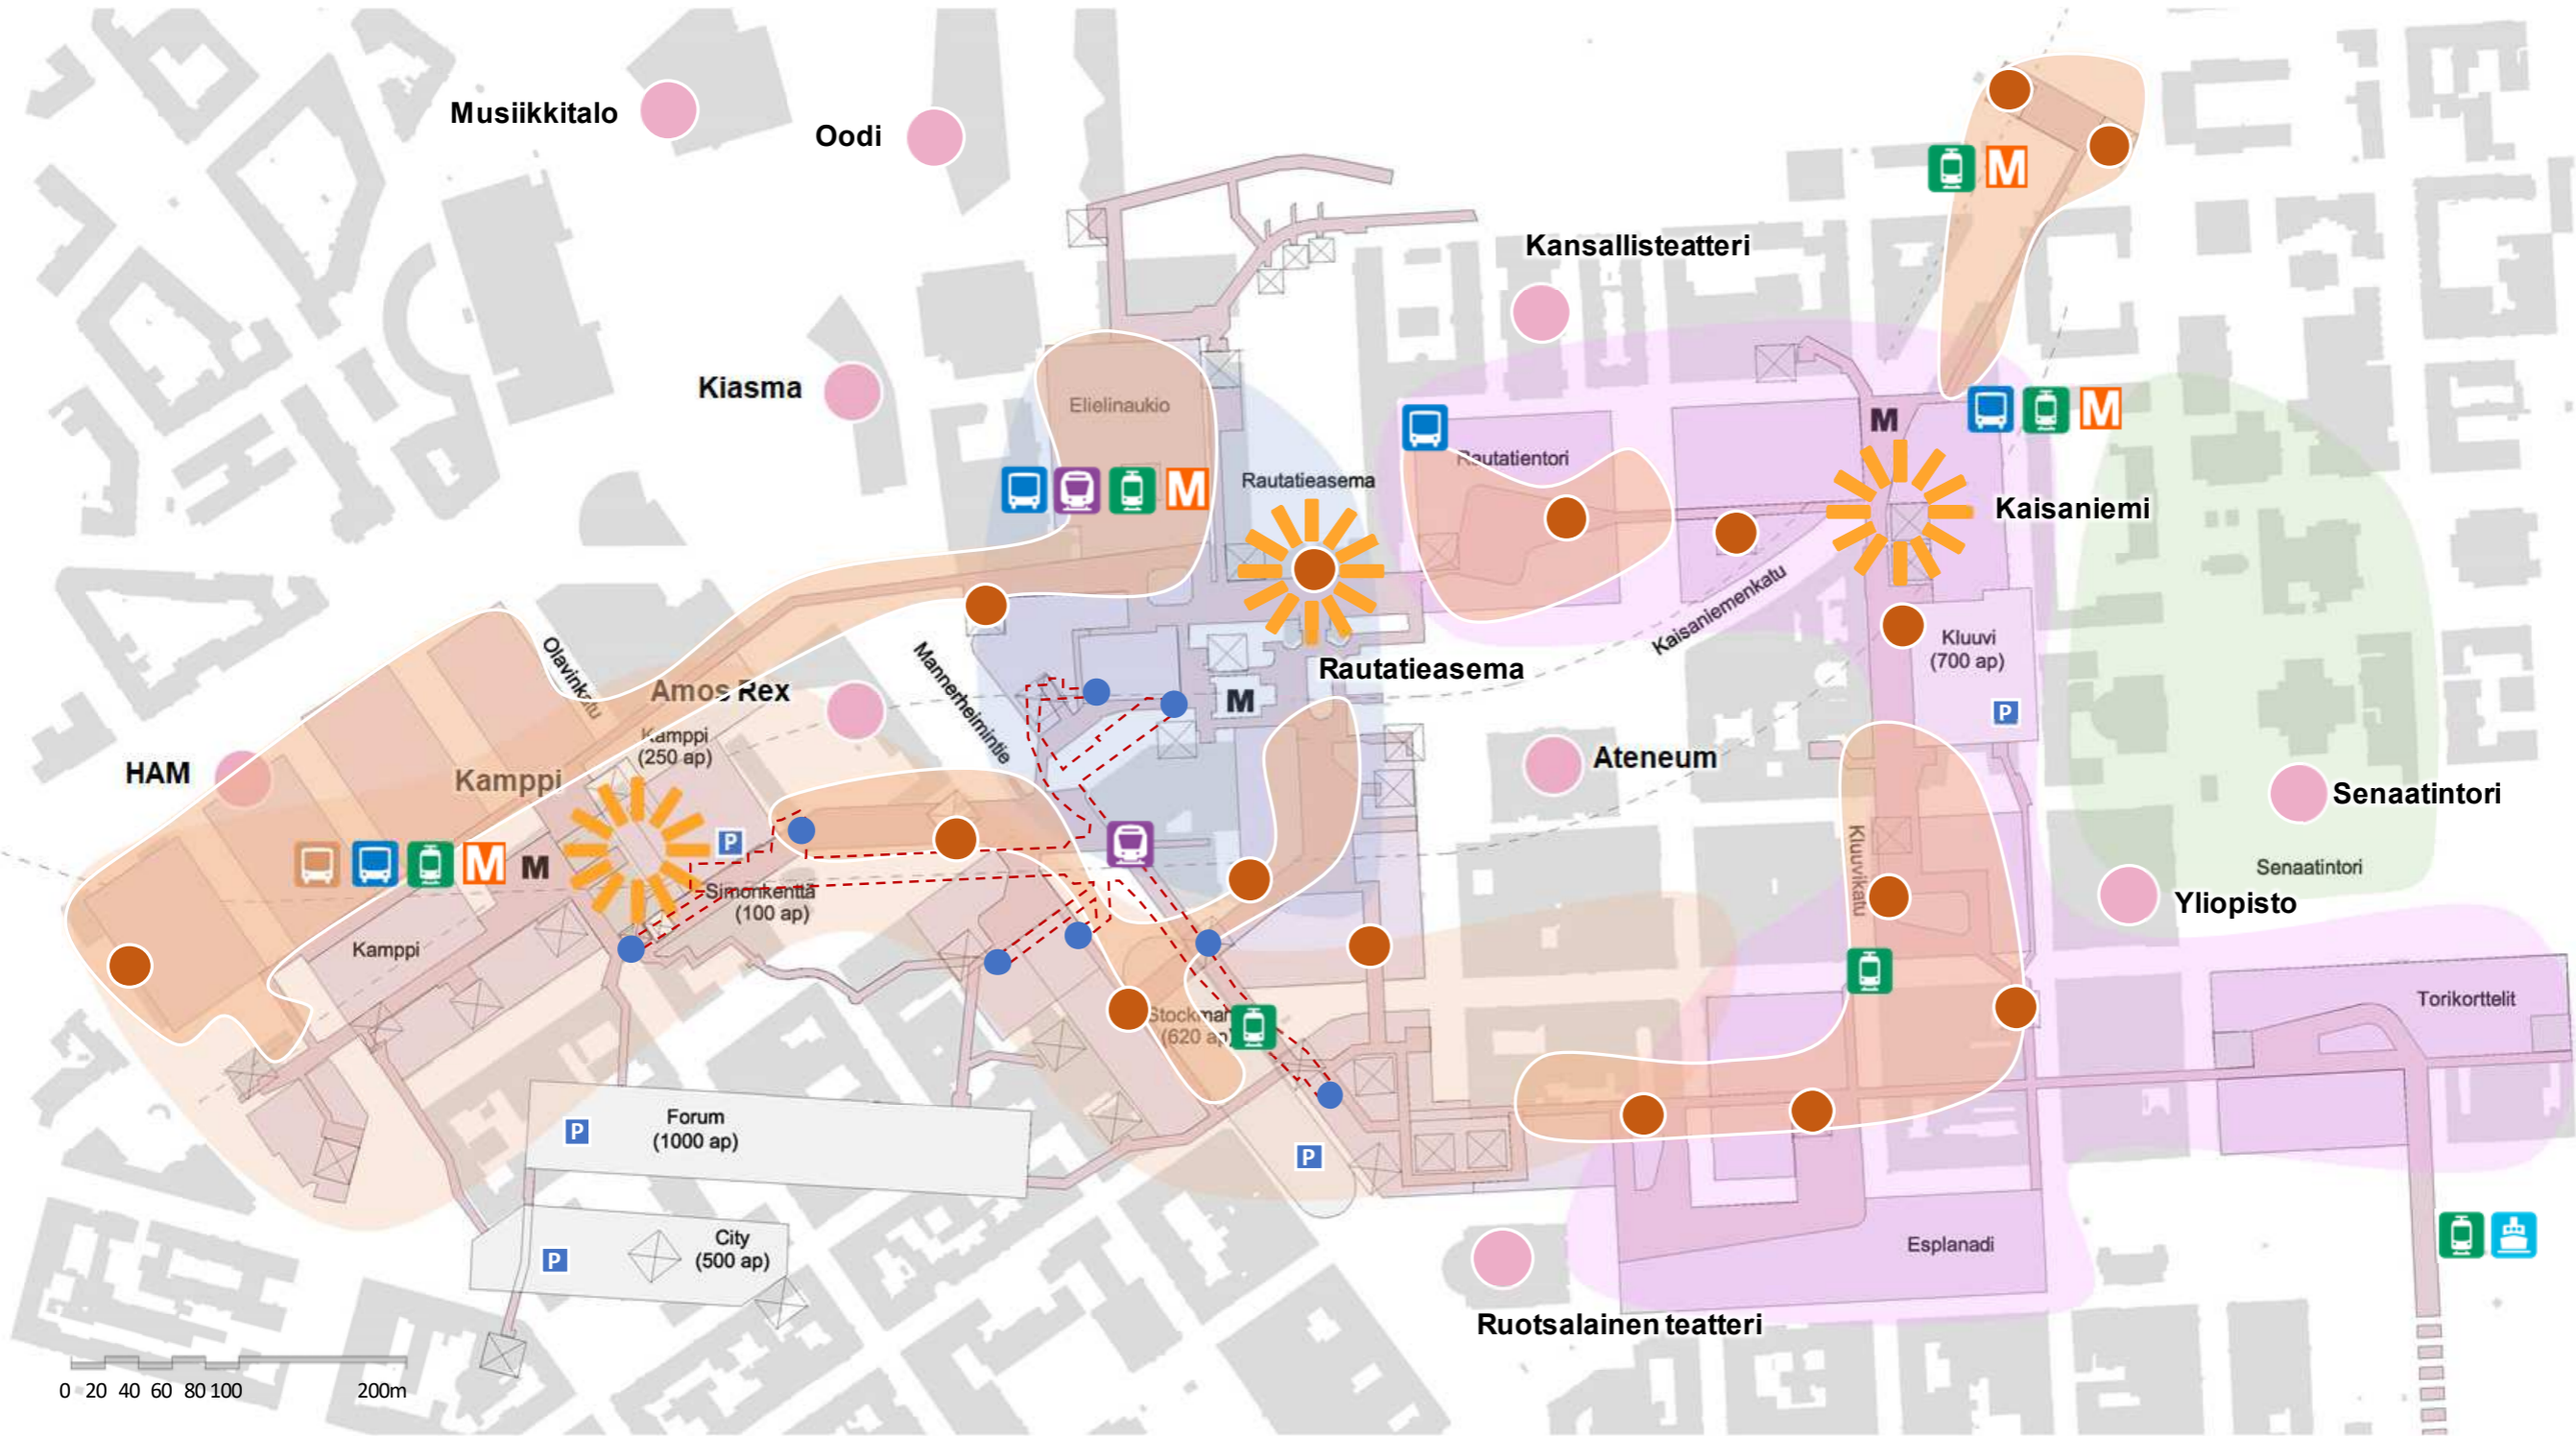 Musiikkitalo
Oodi
M
Kansallisteatteri
Kiasma
Elielinaukio
M
M
Rautatientori
Rautatieasema
M
Kaisaniemi
Kaisaniemenkatu
Kluuvi
(700 ap)
P
Olavinkatu
Mannerheimintie
Amos Rex
Rautatieasema
M
Kamppi
(250 ap)
HAM
Kamppi
Ateneum
Senaatintori
P
M
M
Kluuvikatu
Senaatintori
Simonkenttä
(100 ap)
Yliopisto
Kamppi
Torikorttelit
Stockmar
(620 ap)
Forum
(1000 ap)
P
P
City
(500 ap)
P
Esplanadi
Ruotsalainen teatteri
0 20 40 60 80 100 200m